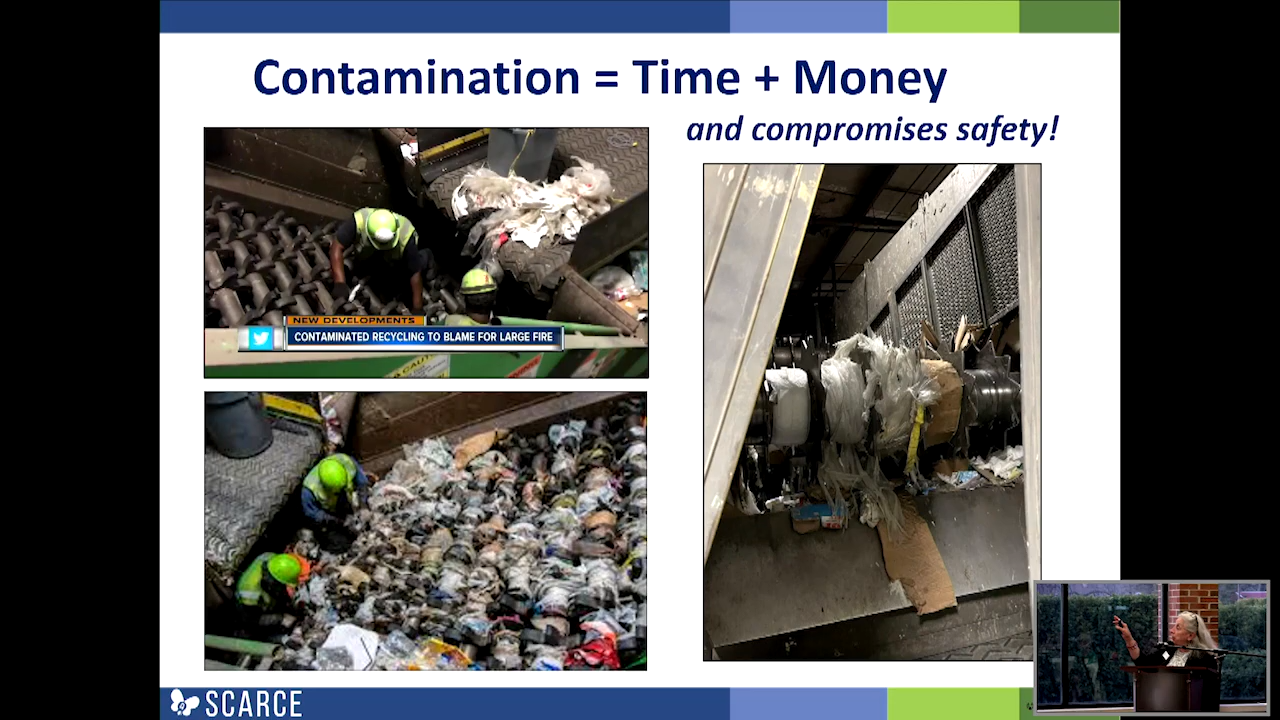 Contamination = Time + Money
and compromises safety!
NEW DEVELOPMENTS
CONTAMINATED RECYCLING TO BLAME FOR LARGE FIRE
SCARCE